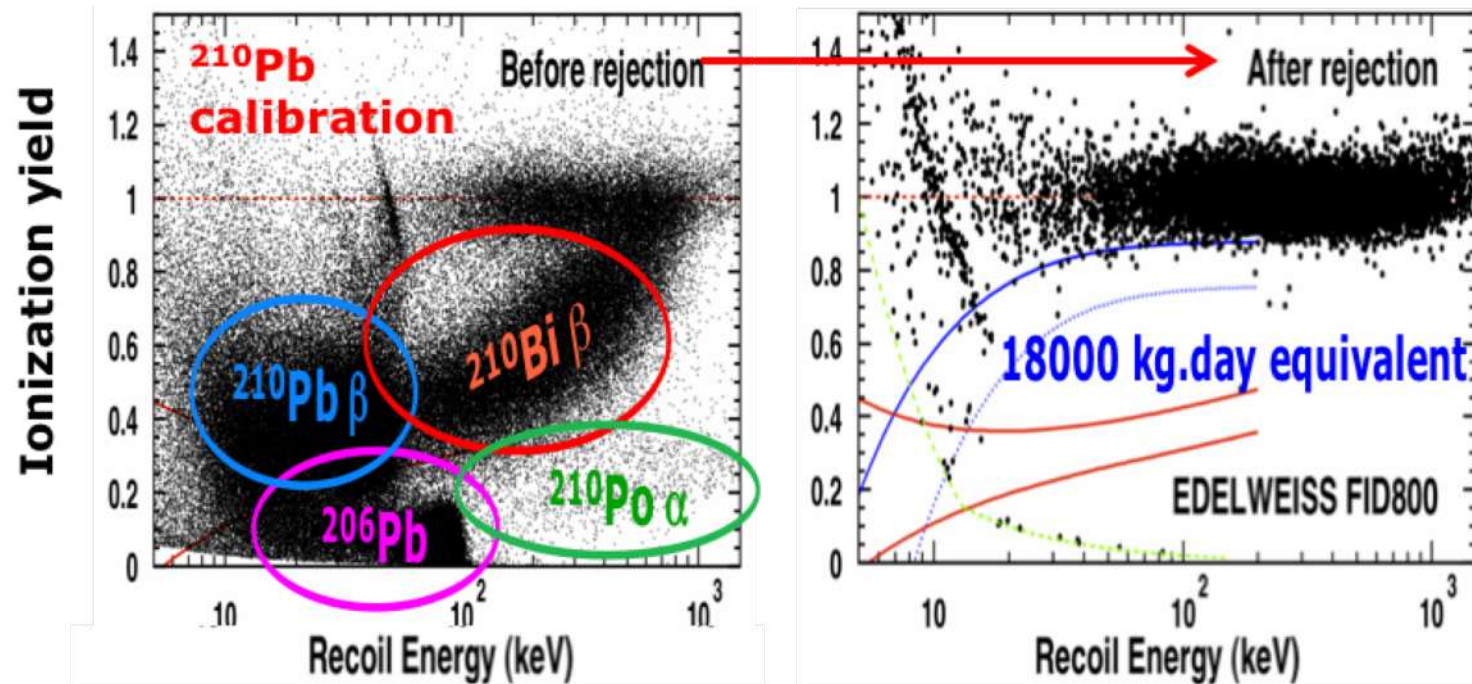 Ionization yield
1.4
1.2
1
0.8
0.6
0.4
0.2
0
²¹⁰Pb
calibration
Before rejection
²¹⁰Pb β
²¹⁰Bi β
²⁰⁶Pb
²¹⁰Po α
10
10²
10³
Recoil Energy (keV)
1.4
1.2
1
0.8
0.6
0.4
0.2
0
After rejection
18000 kg.day equivalent
EDELWEISS FID800
10
10²
10³
Recoil Energy (keV)